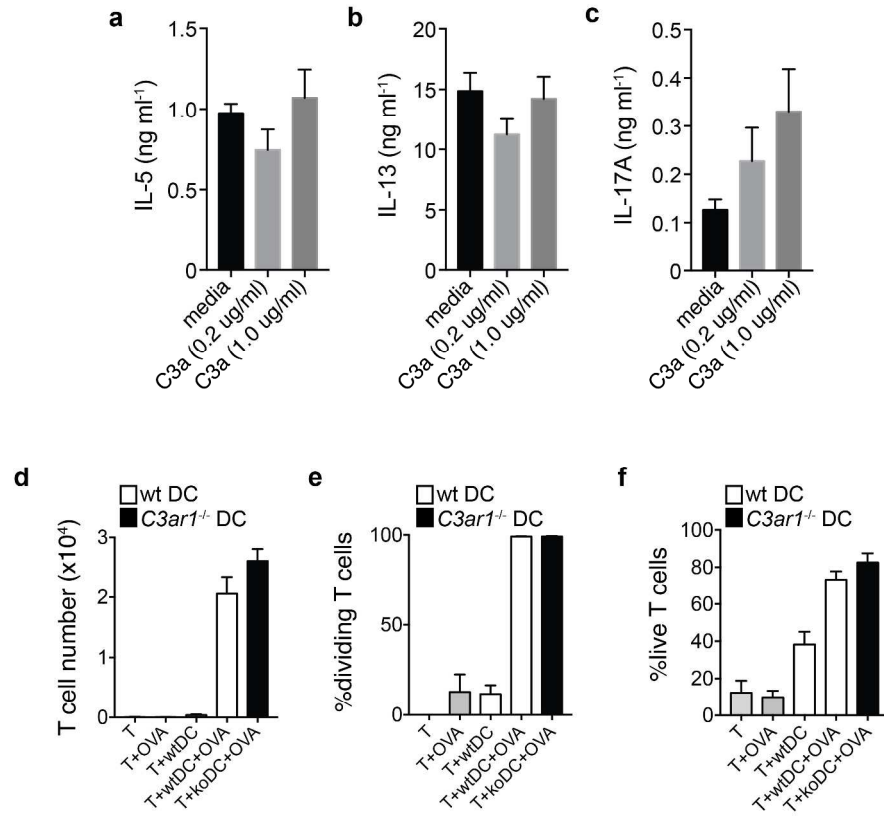 a
IL-5 (ng ml⁻¹)
1.5
1.0
0.5
0
media
C3a (0.2 ug/ml)
C3a (1.0 ug/ml)
b
IL-13 (ng ml⁻¹)
20
15
10
5
0
media
C3a (0.2 ug/ml)
C3a (1.0 ug/ml)
c
IL-17A (ng ml⁻¹)
0.5
0.4
0.3
0.2
0.1
0
media
C3a (0.2 ug/ml)
C3a (1.0 ug/ml)
d
wt DC
C3ar1⁻/⁻ DC
T cell number (x10⁴)
3
2
1
0
T
T+OVA
T+wtDC
T+wtDC+OVA
T+koDC+OVA
e
wt DC
C3ar1⁻/⁻ DC
%dividing T cells
100
50
0
T
T+OVA
T+wtDC
T+wtDC+OVA
T+koDC+OVA
f
wt DC
C3ar1⁻/⁻ DC
%live T cells
100
80
60
40
20
0
T
T+OVA
T+wtDC
T+wtDC+OVA
T+koDC+OVA